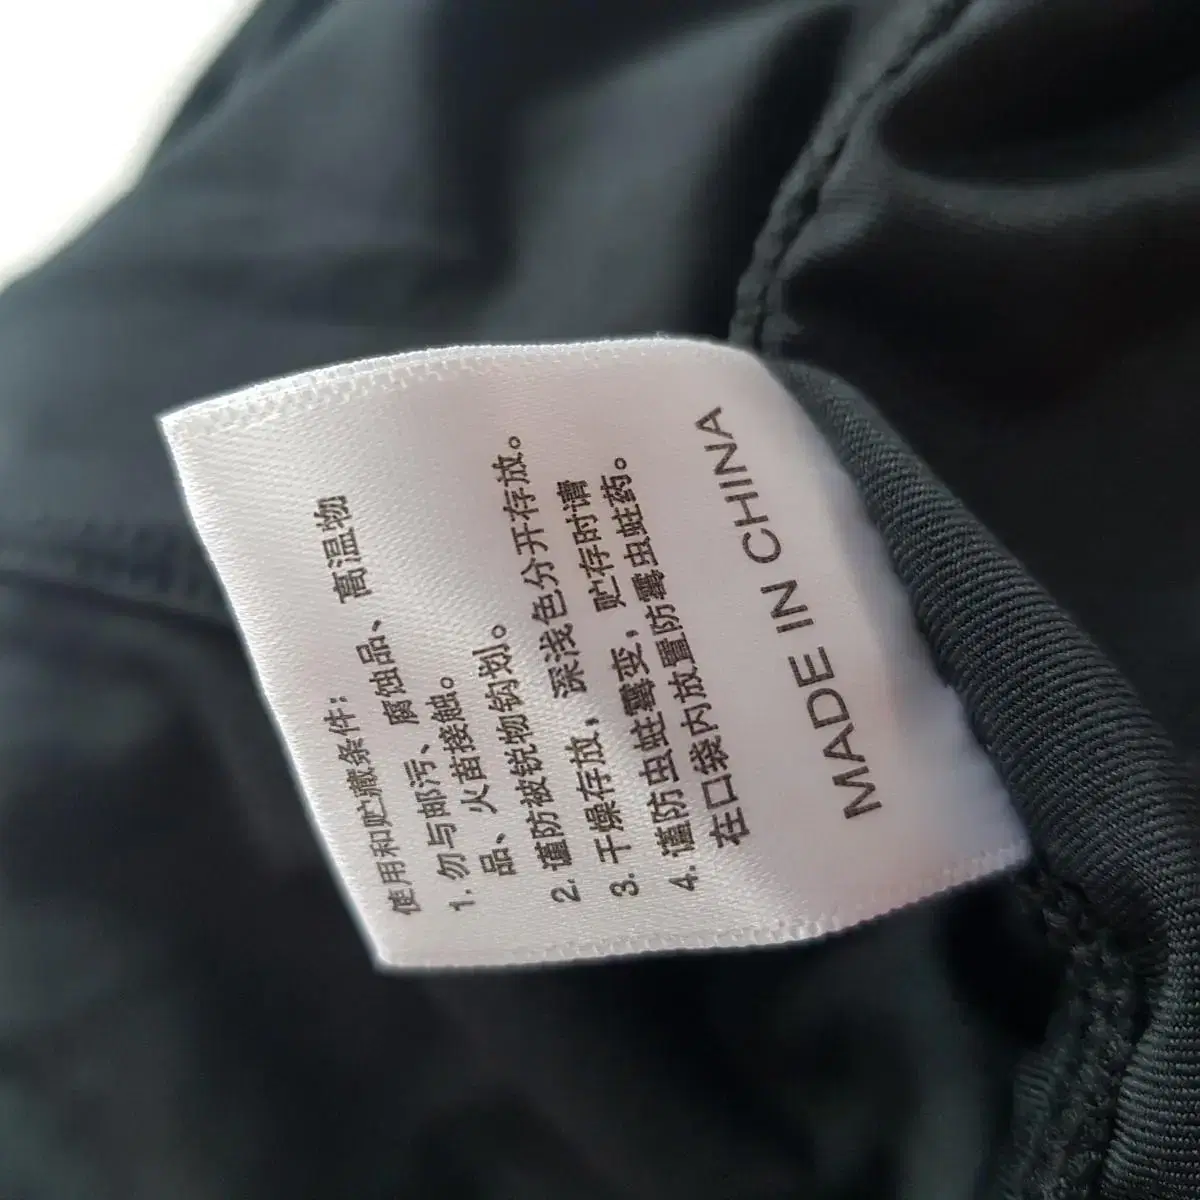 使用和贮藏条件:
1. 勿与邮污、腐蚀品、高温物
品、火苗接触。
2. 谨防被锐物钩划。
3. 干燥存放，深浅色分开存放。
4. 谨防虫蛀霉变，贮存时请
在口袋内放置防霉虫蛀药。
MADE IN CHINA